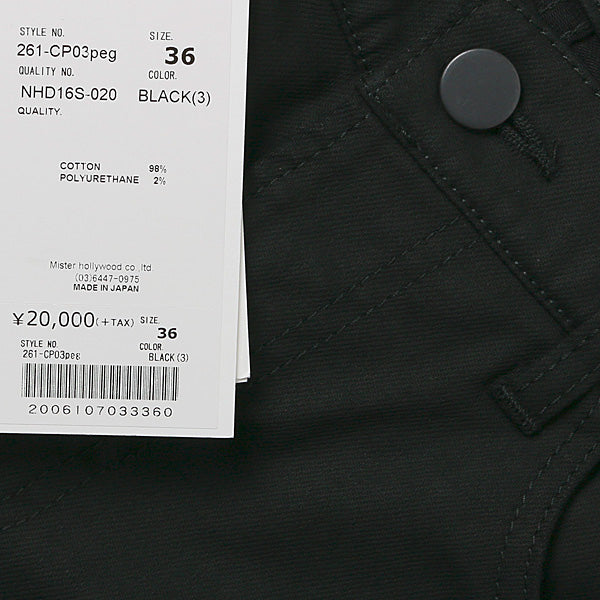 STYLE NO. SIZE.
261-CP03peg 36
QUALITY NO. COLOR.
NHD16S-020 BLACK(3)
QUALITY.
COTTON 98%
POLYURETHANE 2%
Mister hollywood co.,ltd.
(03)6447-0975
MADE IN JAPAN
¥20,000(+TAX) SIZE
36
STYLE NO. COLOR.
261-CP03peg BLACK(3)
2006107033360